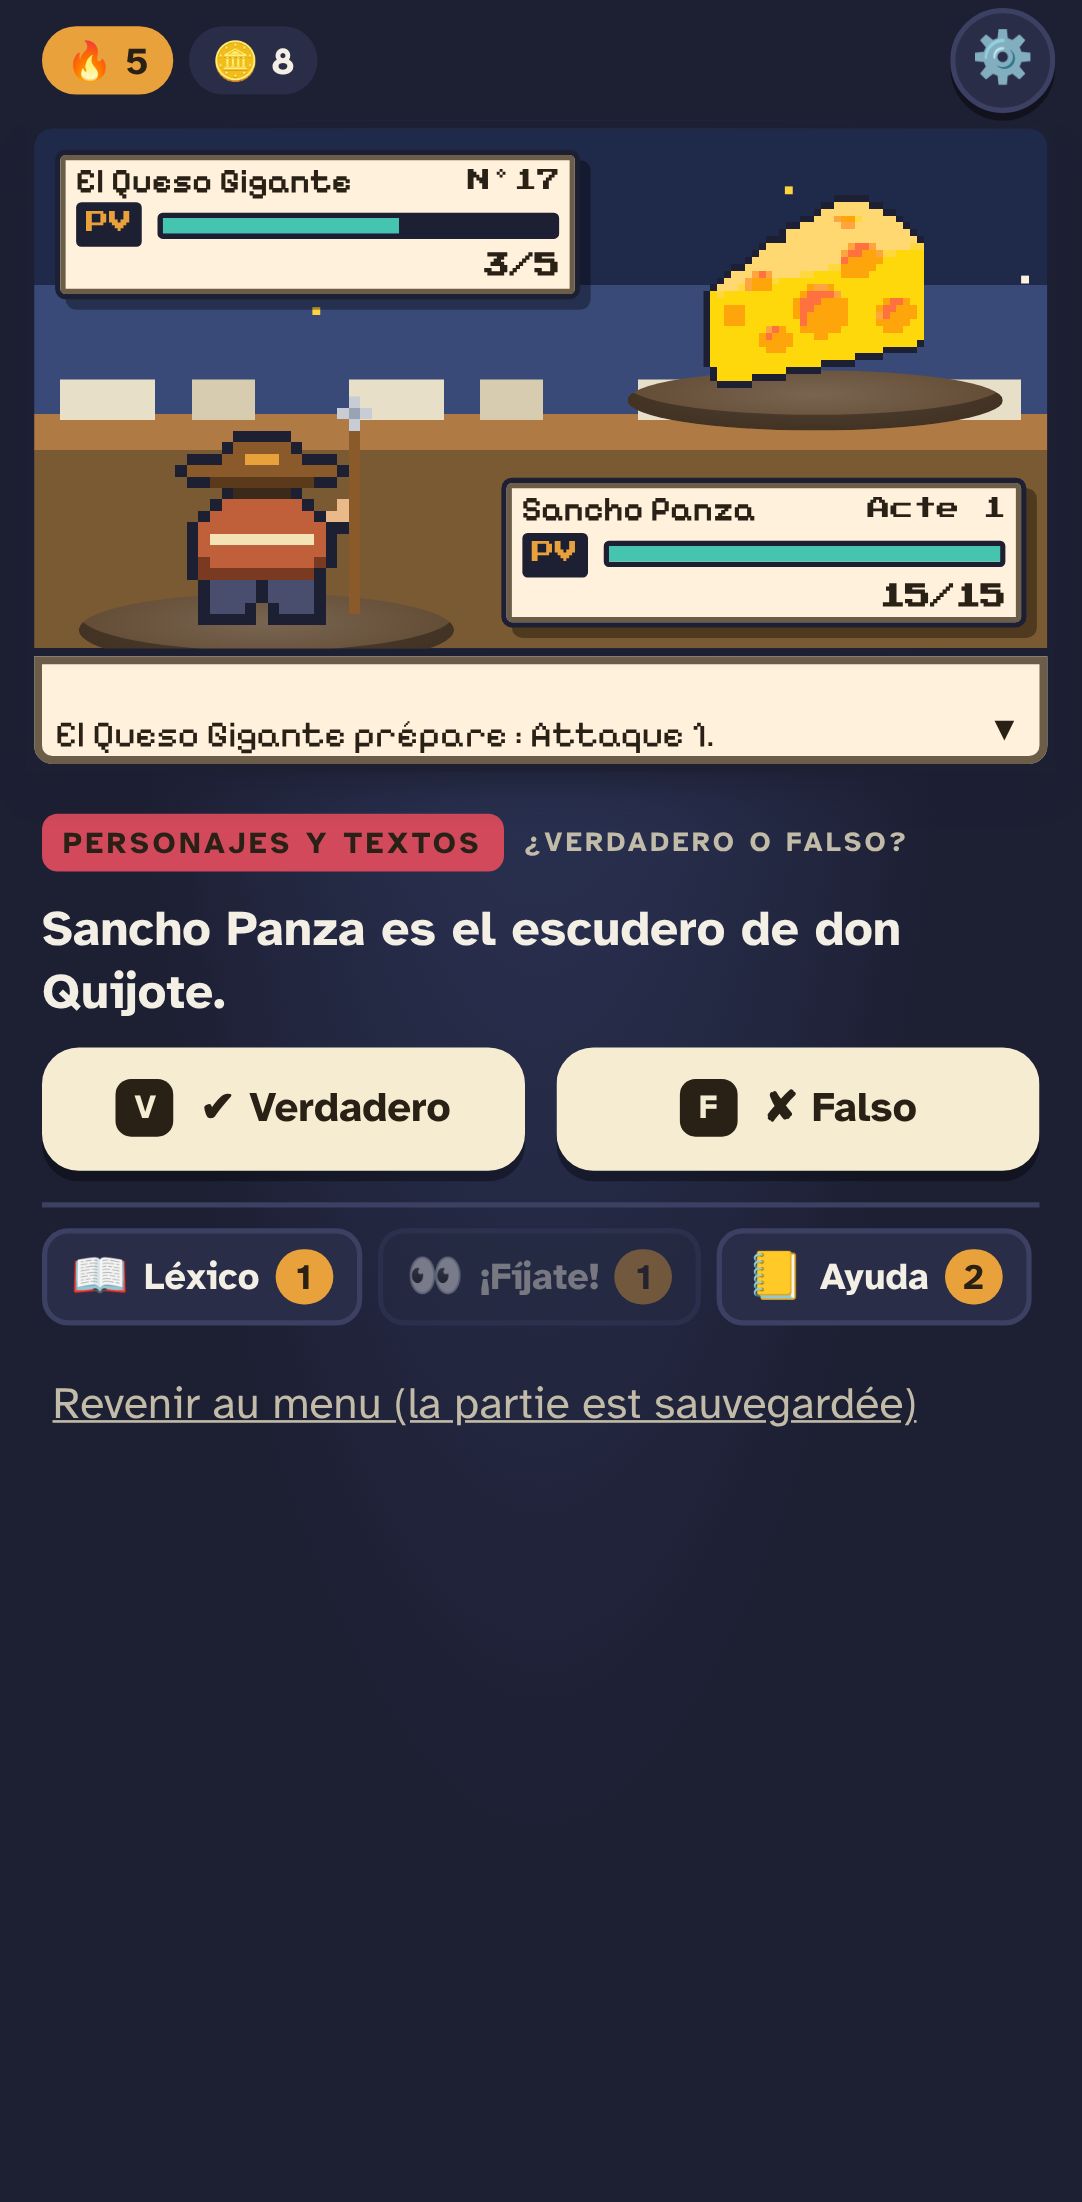 5
8
El Queso Gigante N°17
PV
3/5
Sancho Panza Acte 1
PV
15/15
El Queso Gigante prépare : Attaque 1.
PERSONAJES Y TEXTOS ¿VERDADERO O FALSO?
Sancho Panza es el escudero de don
Quijote.
V ✔ Verdadero
F ✘ Falso
Léxico 1
¡Fíjate! 1
Ayuda 2
Revenir au menu (la partie est sauvegardée)